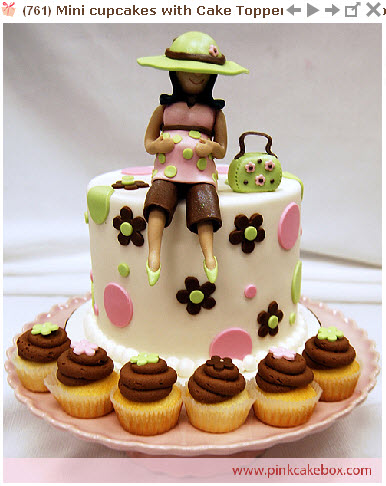 (761) Mini cupcakes with Cake Topper
www.pinkcakebox.com